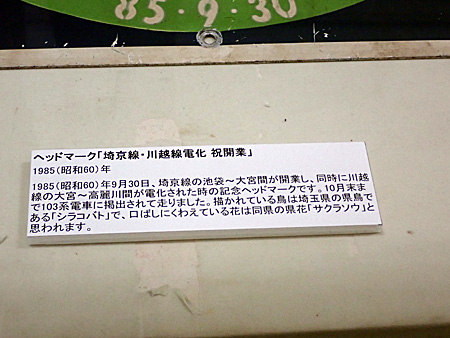 85・9・30
ヘッドマーク「埼京線・川越線電化 祝開業」
1985(昭和60)年
1985(昭和60)年9月30日、埼京線の池袋～大宮間が開業し、同時に川越
線の大宮～高麗川間が電化された時の記念ヘッドマークです。10月末ま
で103系電車に掲出されて走りました。描かれている鳥は埼玉県の県鳥で
ある「シラコバト」で、口ばしにくわえている花は同県の県花「サクラソウ」と
思われます。